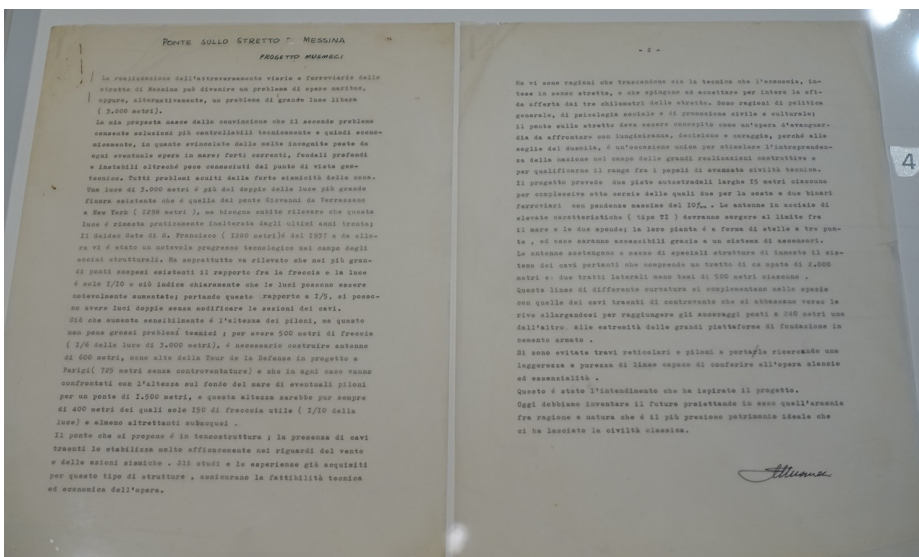 PONTE SULLO STRETTO DI MESSINA
PROGETTO MUSMECI
La realizzazione dell'attraversamento viario e ferroviario dello
stretto di Messina può divenire un problema di opere marittime,
oppure, alternativamente, un problema di grande luce libera
( 3.000 metri).
La mia proposta nasce dalla convinzione che il secondo problema
consente soluzioni più controllabili tecnicamente e quindi econo-
micamente, in quanto svincolate dalle molte incognite poste da
ogni eventuale opera in mare; forti correnti, fondali profondi
e instabili oltreché poco conosciuti dal punto di vista geo-
tecnico. Tutti problemi acuiti dalla forte sismicità della zona.
Una luce di 3.000 metri è più del doppio della luce più grande
finora esistente che è quella del ponte Giovanni da Verrazzano
a New York ( 1298 metri ), ma bisogna subito rilevare che questa
luce è rimasta praticamente inalterata dagli ultimi anni trenta;
Il Golden Gate di S. Francisco ( 1280 metri)è del 1937 e da allo-
ra vi è stato un notevole progresso tecnologico nel campo degli
acciai strutturali. Ma soprattutto va rilevato che nei più gran-
di ponti sospesi esistenti il rapporto fra la freccia e la luce
è solo 1/10 e ciò indica chiaramente che le luci possono essere
notevolmente aumentate; portando questo rapporto a 1/5, si posso-
no avere luci doppie senza modificare le sezioni dei cavi.
Ciò che aumenta sensibilmente è l'altezza dei piloni, ma questo
non pone grossi problemi tecnici ; per avere 500 metri di freccia
( 1/6 della luce di 3.000 metri), è necessario costruire antenne
di 600 metri, meno alte della Tour de la Defense in progetto a
Parigi( 725 metri senza controventature) e che in ogni caso vanno
confrontati con l'altezza sul fondo del mare di eventuali piloni
per un ponte di 1.500 metri, e questa altezza sarebbe pur sempre
di 400 metri dei quali solo 150 di freccia utile ( 1/10 della
luce) e almeno altrettanti subacquei .
Il ponte che si propone è in tensostruttura ; la presenza di cavi
tiranti lo stabilizza molto efficacemente nei riguardi del vento
e delle azioni sismiche . Gli studi e le esperienze già acquisiti
per questo tipo di strutture , assicurano la fattibilità tecnica
ed economica dell'opera.
- 2 -
Ma vi sono ragioni che trascendono sia la tecnica che l'economia, in-
tese in senso stretto, e che spingono ad accettare per intero la sfi-
da offerta dai tre chilometri dello stretto. Sono ragioni di politica
generale, di psicologia sociale e di promozione civile e culturale;
il ponte sullo stretto deve essere concepito come un'opera d'avanguar-
dia da affrontare con lungimiranza, decisione e coraggio, perché alle
soglie del duemila, è un'occasione unica per stimolare l'intraprenden-
za della nazione nel campo delle grandi realizzazioni costruttive e
per qualificarne il rango fra i popoli di avanzata civiltà tecnica.
Il progetto prevede due piste autostradali larghe 15 metri ciascuna
per complessive otto corsie delle quali due per la sosta e due binari
ferroviari con pendenze massime del 10‰. Le antenne in acciaio di
elevate caratteristiche ( tipo T1 ) dovranno sorgere al limite fra
il mare e le due sponde; la loro pianta è a forma di stella a tre pun-
te , ed esse saranno accessibili grazie a un sistema di ascensori.
Le antenne sostengono a mezzo di speciali strutture di innesto il sis-
tema dei cavi portanti che comprende un tratto di ca spata di 2.000
metri e due tratti laterali meno tesi di 500 metri ciascuno .
Queste linee di differente curvatura si complementano nello spazio
con quelle dei cavi tiranti di controvento che si abbassano verso le
rive allargandosi per raggiungere gli ancoraggi posti a 240 metri uno
dall'altro. Alle estremità delle grandi piattaforme di fondazione in
cemento armato .
Si sono evitate travi reticolari e piloni a portale ricercando una
leggerezza e purezza di linee capace di conferire all'opera slancio
ed essenzialità .
Questo è stato l'intendimento che ha ispirato il progetto.
Oggi dobbiamo inventare il futuro proiettando in esso quell'armonia
fra ragione e natura che è il più prezioso patrimonio ideale che
ci ha lasciato la civiltà classica.
SMusmeci
4